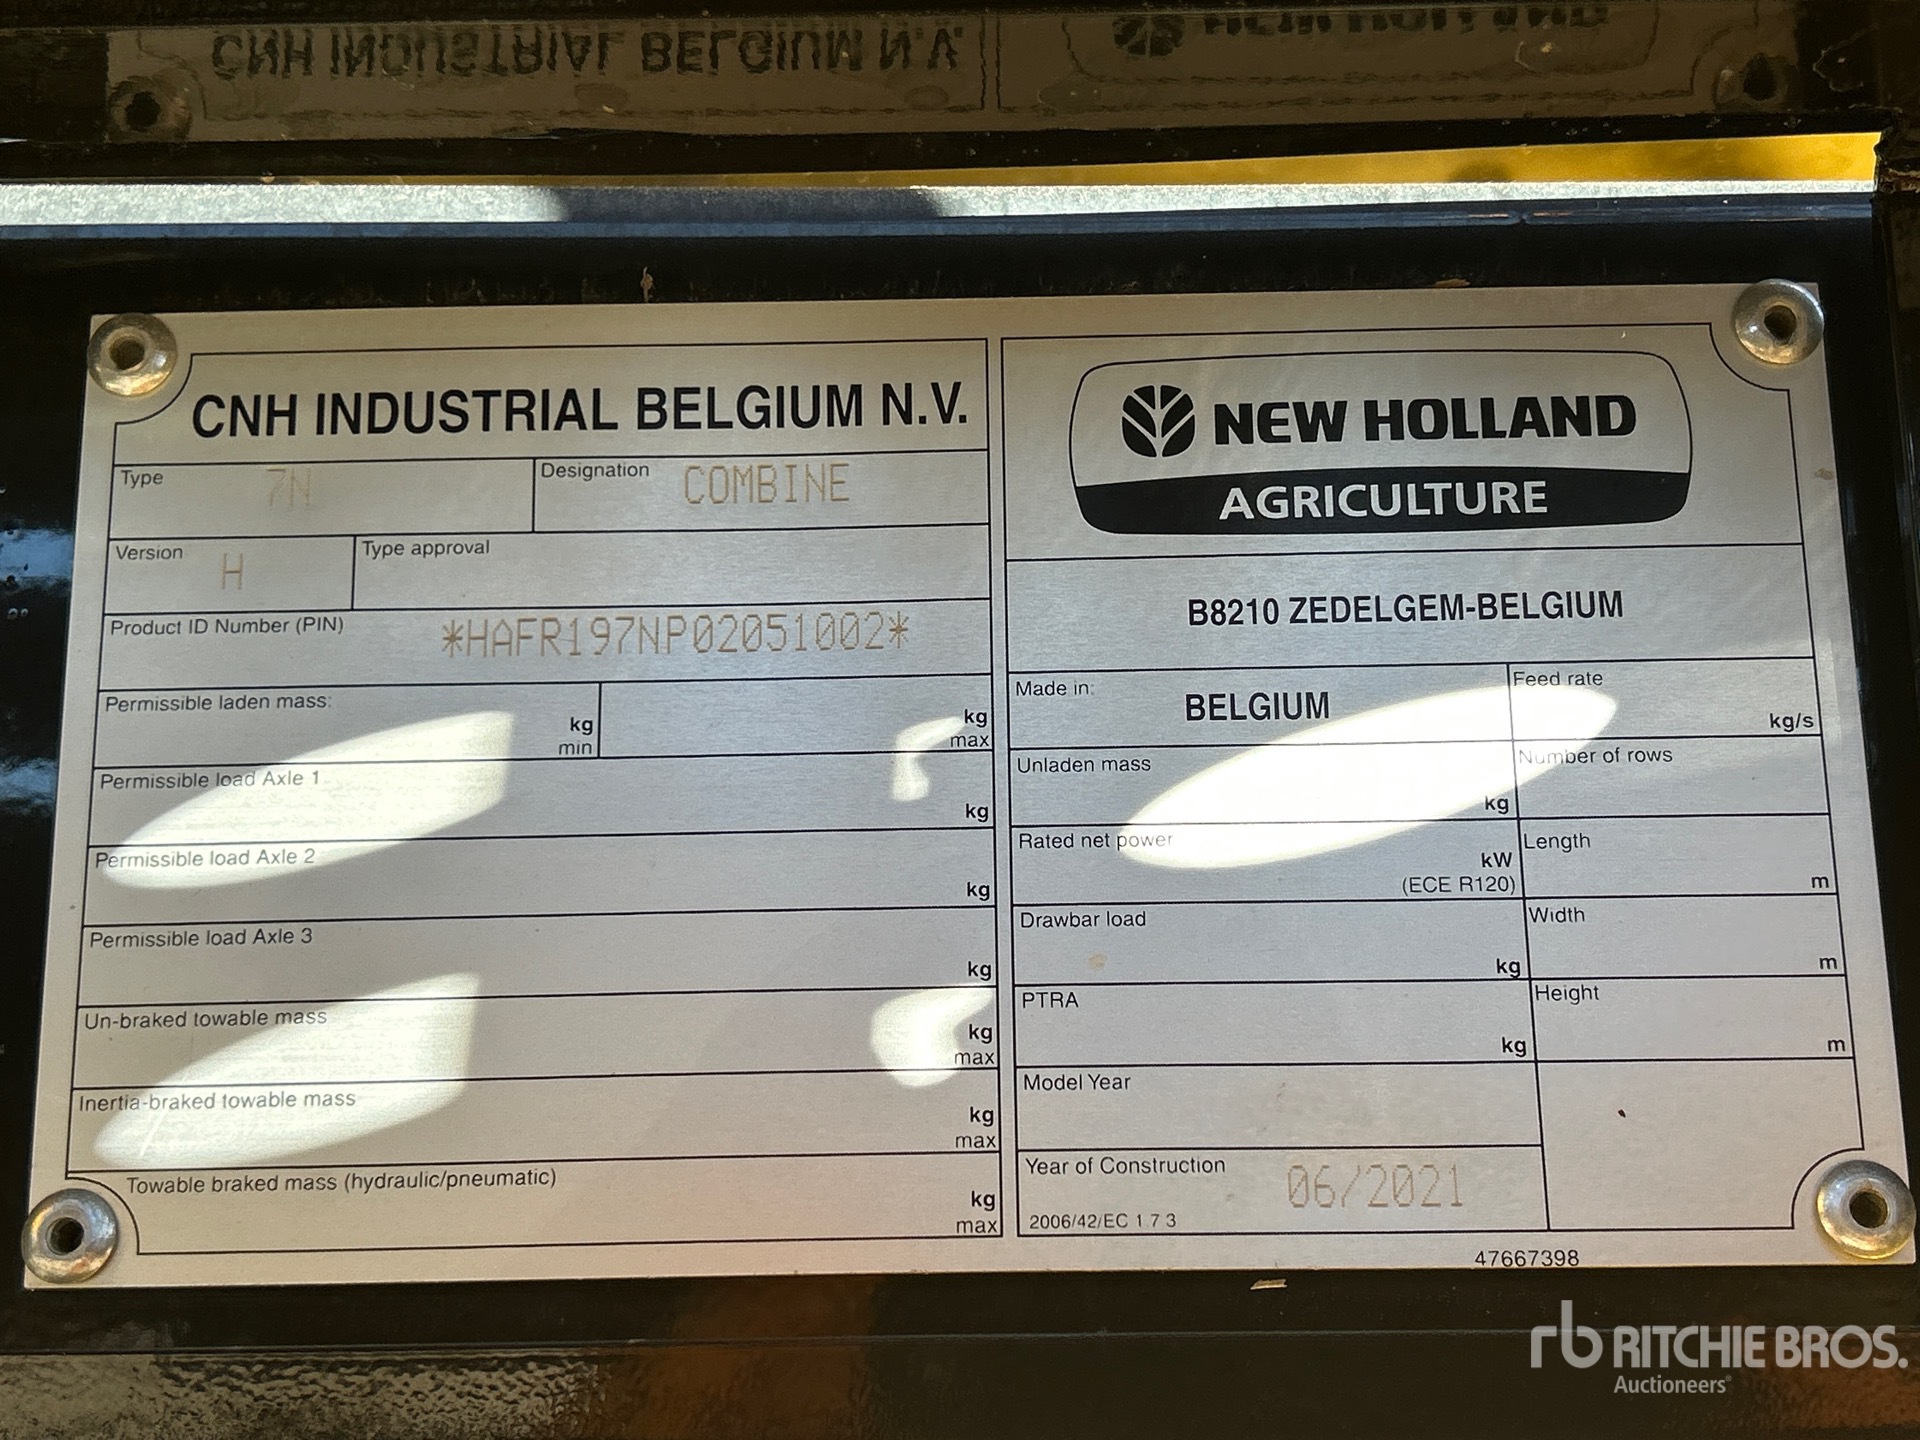 CNH INDUSTRIAL BELGIUM N.V.
Type 7N Designation COMBINE
Version H Type approval
Product ID Number (PIN) *HAFR197NP02051002*
Permissible laden mass: kg min kg max
Permissible load Axle 1 kg
Permissible load Axle 2 kg
Permissible load Axle 3 kg
Un-braked towable mass kg max
Inertia-braked towable mass kg max
Towable braked mass (hydraulic/pneumatic) kg max
NEW HOLLAND
AGRICULTURE
B8210 ZEDELGEM-BELGIUM
Made in: BELGIUM Feed rate kg/s
Unladen mass kg Number of rows
Rated net power kW (ECE R120) Length m
Drawbar load kg Width m
PTRA kg Height m
Model Year
Year of Construction 06/2021
2006/42/EC 1 7 3
47667398
rb RITCHIE BROS.
Auctioneers